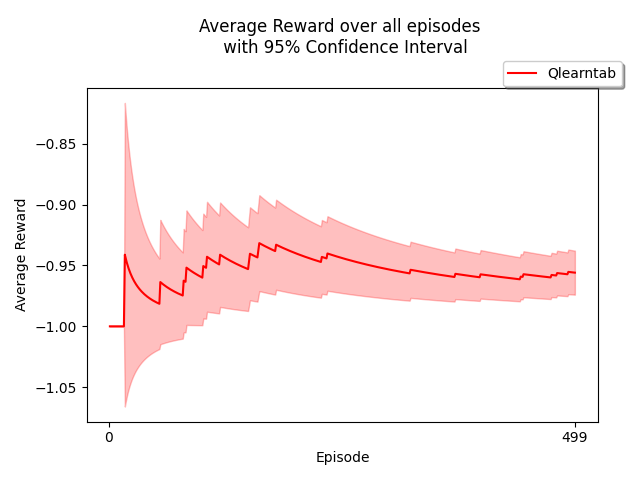 Average Reward over all episodes
with 95% Confidence Interval
Qlearntab
−0.85
−0.90
−0.95
−1.00
−1.05
Average Reward
0
499
Episode